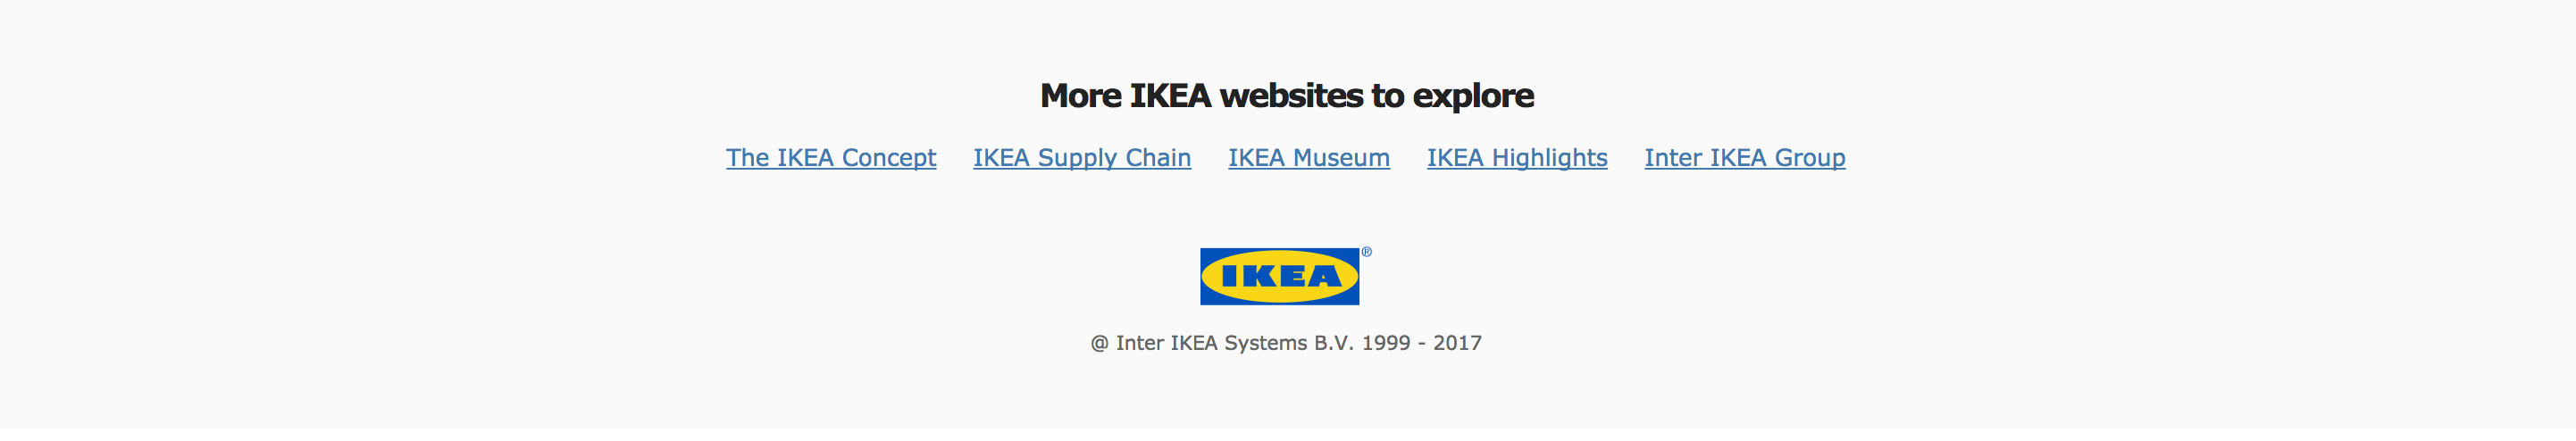 More IKEA websites to explore
The IKEA Concept IKEA Supply Chain IKEA Museum IKEA Highlights Inter IKEA Group
IKEA®
@ Inter IKEA Systems B.V. 1999 - 2017